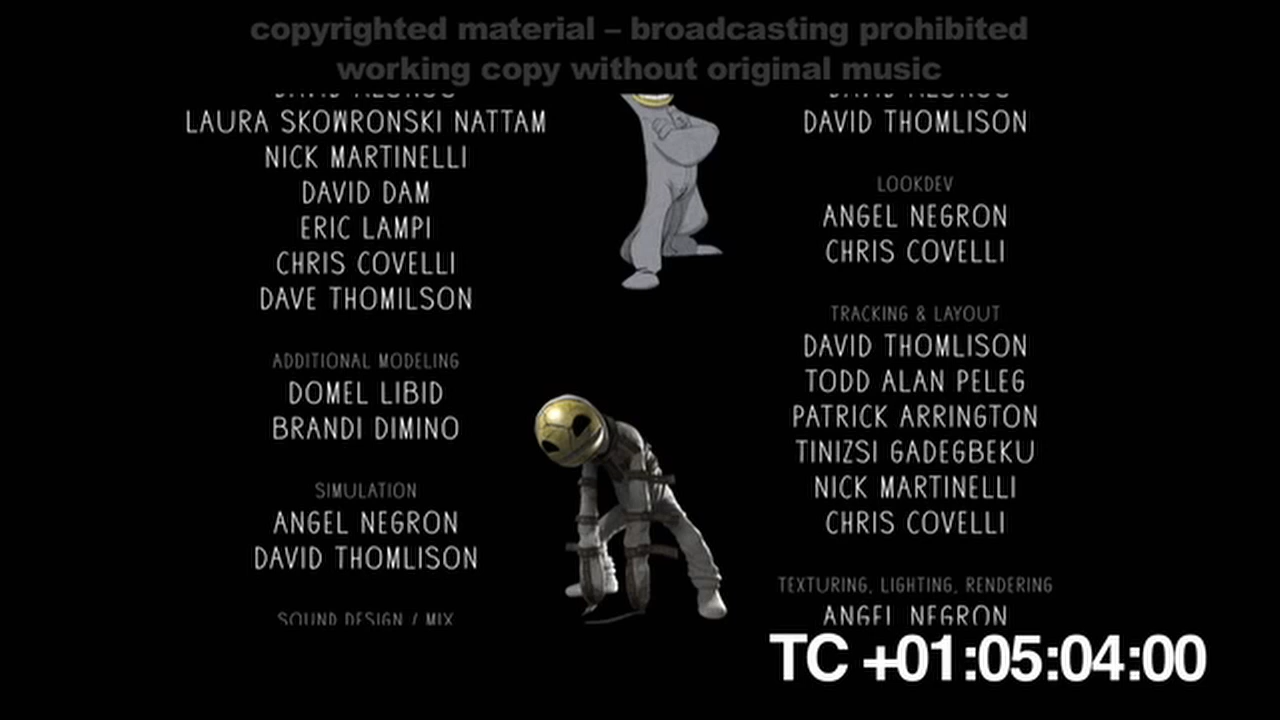 copyrighted material – broadcasting prohibited
working copy without original music
LAURA SKOWRONSKI NATTAM
NICK MARTINELLI
DAVID DAM
ERIC LAMPI
CHRIS COVELLI
DAVE THOMILSON
ADDITIONAL MODELING
DOMEL LIBID
BRANDI DIMINO
SIMULATION
ANGEL NEGRON
DAVID THOMLISON
SOUND DESIGN / MIX
DAVID THOMLISON
LOOKDEV
ANGEL NEGRON
CHRIS COVELLI
TRACKING & LAYOUT
DAVID THOMLISON
TODD ALAN PELEG
PATRICK ARRINGTON
TINIZSI GADEGBEKU
NICK MARTINELLI
CHRIS COVELLI
TEXTURING, LIGHTING, RENDERING
ANGEL NEGRON
TC +01:05:04:00